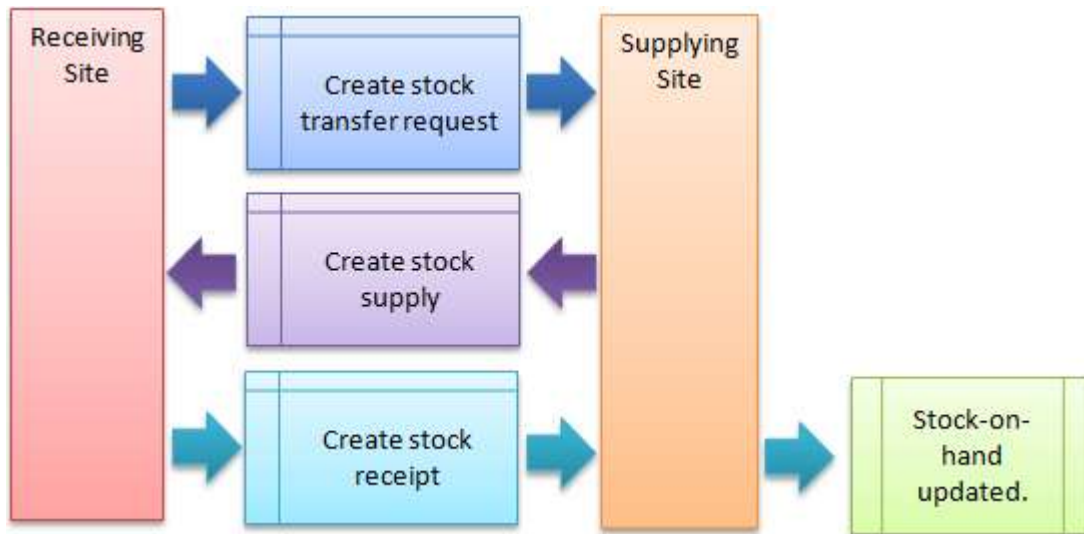 Receiving
Site
Create stock
transfer request
Supplying
Site
Create stock
supply
Create stock
receipt
Stock-on-
hand
updated.